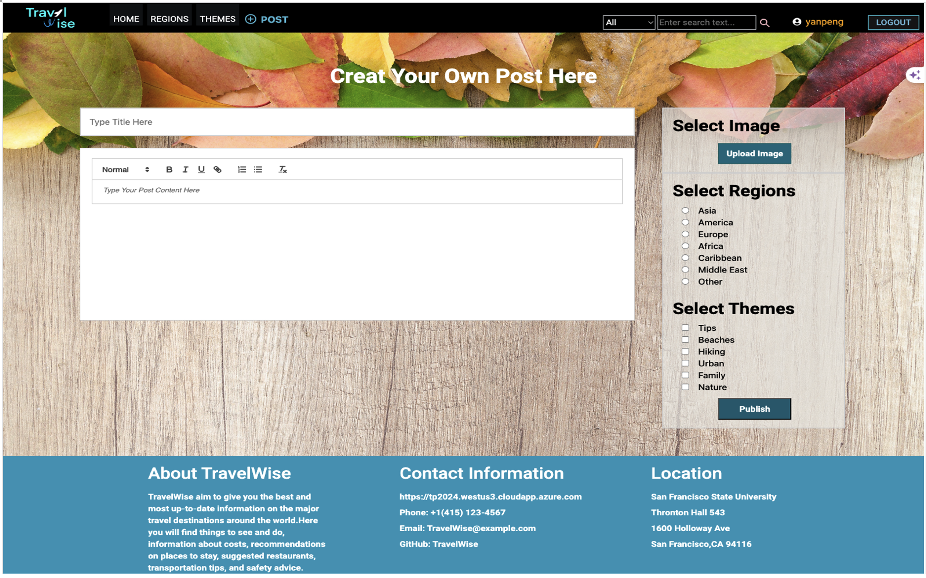 Travel
Wise
HOME REGIONS THEMES POST
All Enter search text... yanpeng LOGOUT
Creat Your Own Post Here
Type Title Here
Normal B I U
Type Your Post Content Here
Select Image
Upload Image
Select Regions
Asia
America
Europe
Africa
Caribbean
Middle East
Other
Select Themes
Tips
Beaches
Hiking
Urban
Family
Nature
Publish
About TravelWise
TravelWise aim to give you the best and
most up-to-date information on the major
travel destinations around the world.Here
you will find things to see and do,
information about costs, recommendations
on places to stay, suggested restaurants,
transportation tips, and safety advice.
Contact Information
https://tp2024.westus3.cloudapp.azure.com
Phone: +1(415) 123-4567
Email: TravelWise@example.com
GitHub: TravelWise
Location
San Francisco State University
Thronton Hall 543
1600 Holloway Ave
San Francisco,CA 94116